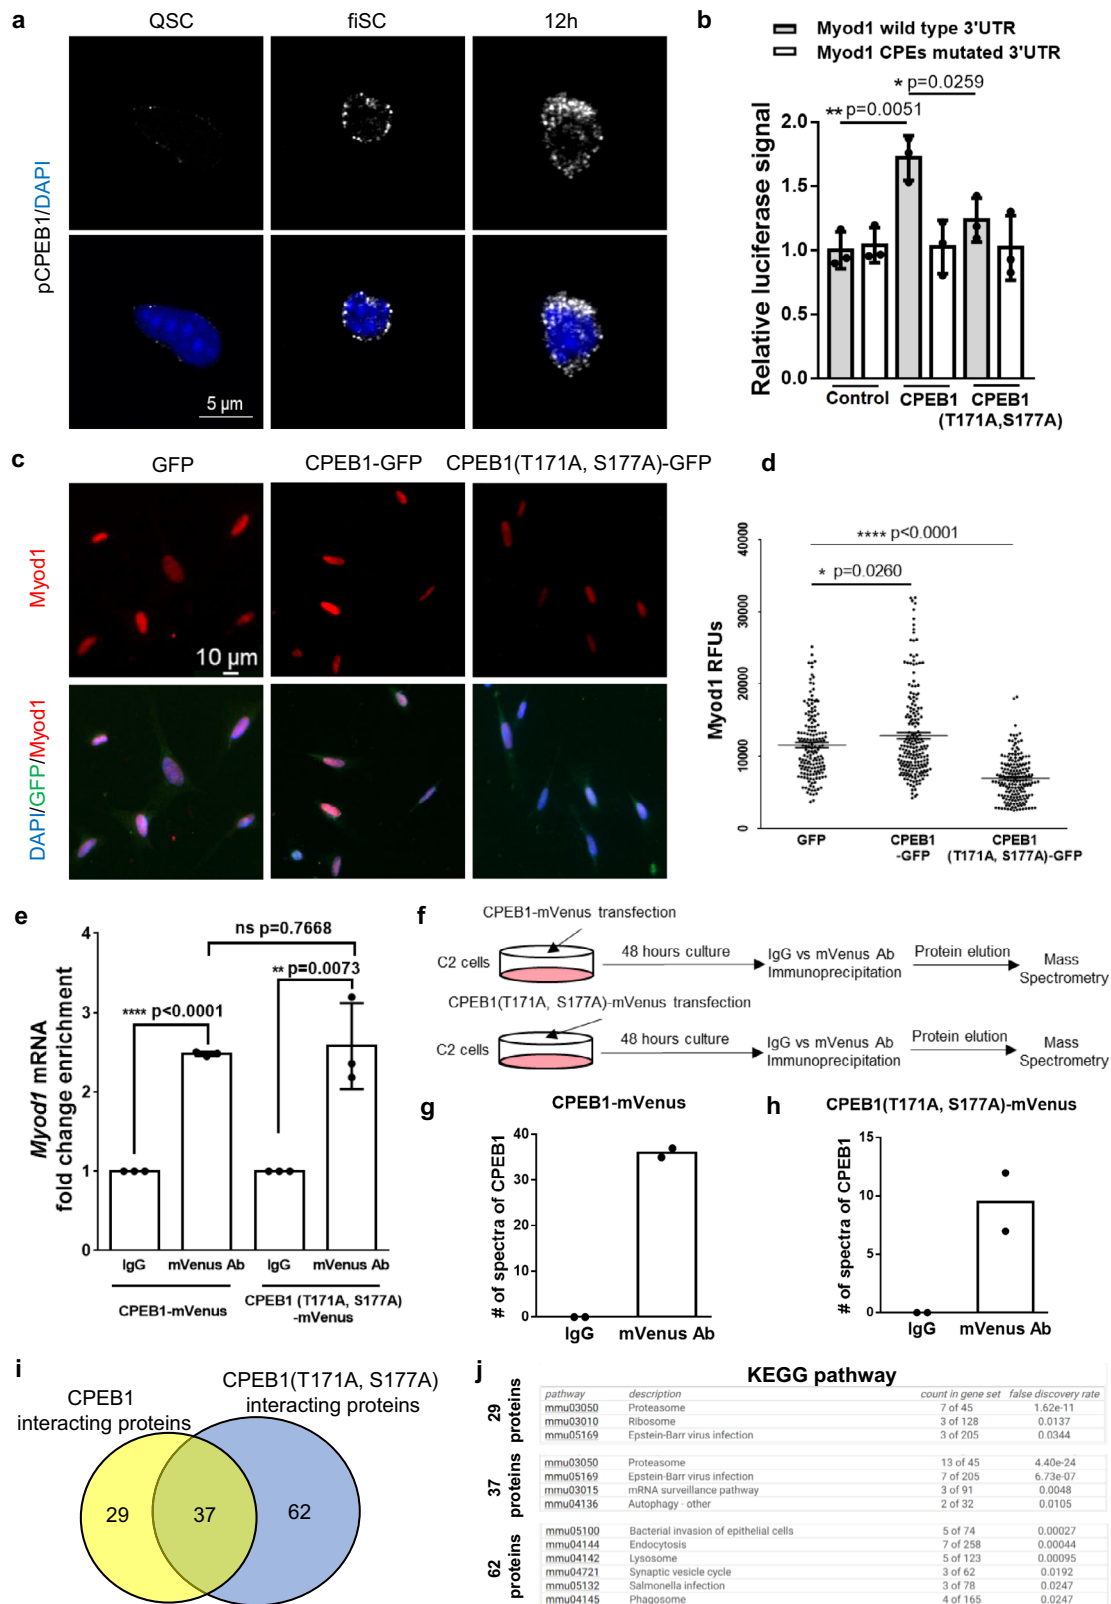 a
QSC
fiSC
12h
pCPEB1/DAPI
5 µm
b
Myod1 wild type 3'UTR
Myod1 CPEs mutated 3'UTR
* p=0.0259
** p=0.0051
Relative luciferase signal
2.0
1.5
1.0
0.5
0.0
Control
CPEB1
CPEB1
(T171A,S177A)
c
GFP
CPEB1-GFP
CPEB1(T171A, S177A)-GFP
Myod1
10 µm
DAPI/GFP/Myod1
d
**** p<0.0001
* p=0.0260
Myod1 RFUs
40000
30000
20000
10000
0
GFP
CPEB1
-GFP
CPEB1
(T171A, S177A)-GFP
e
ns p=0.7668
** p=0.0073
**** p<0.0001
Myod1 mRNA
fold change enrichment
4
3
2
1
0
IgG
mVenus Ab
IgG
mVenus Ab
CPEB1-mVenus
CPEB1 (T171A, S177A)
-mVenus
f
CPEB1-mVenus transfection
C2 cells
48 hours culture
IgG vs mVenus Ab
Immunoprecipitation
Protein elution
Mass
Spectrometry
CPEB1(T171A, S177A)-mVenus transfection
C2 cells
48 hours culture
IgG vs mVenus Ab
Immunoprecipitation
Protein elution
Mass
Spectrometry
g
CPEB1-mVenus
# of spectra of CPEB1
40
30
20
10
0
IgG
mVenus Ab
h
CPEB1(T171A, S177A)-mVenus
# of spectra of CPEB1
15
10
5
0
IgG
mVenus Ab
i
CPEB1
interacting proteins
CPEB1(T171A, S177A)
interacting proteins
29
37
62
j
KEGG pathway
pathway description count in gene set false discovery rate
29
proteins
mmu03050 Proteasome 7 of 45 1.62e-11
mmu03010 Ribosome 3 of 128 0.0137
mmu05169 Epstein-Barr virus infection 3 of 205 0.0344
37
proteins
mmu03050 Proteasome 13 of 45 4.40e-24
mmu05169 Epstein-Barr virus infection 7 of 205 6.73e-07
mmu03015 mRNA surveillance pathway 3 of 91 0.0048
mmu04136 Autophagy - other 2 of 32 0.0105
62
proteins
mmu05100 Bacterial invasion of epithelial cells 5 of 74 0.00027
mmu04144 Endocytosis 7 of 258 0.00044
mmu04142 Lysosome 5 of 123 0.00095
mmu04721 Synaptic vesicle cycle 3 of 62 0.0192
mmu05132 Salmonella infection 3 of 78 0.0247
mmu04145 Phagosome 4 of 165 0.0247